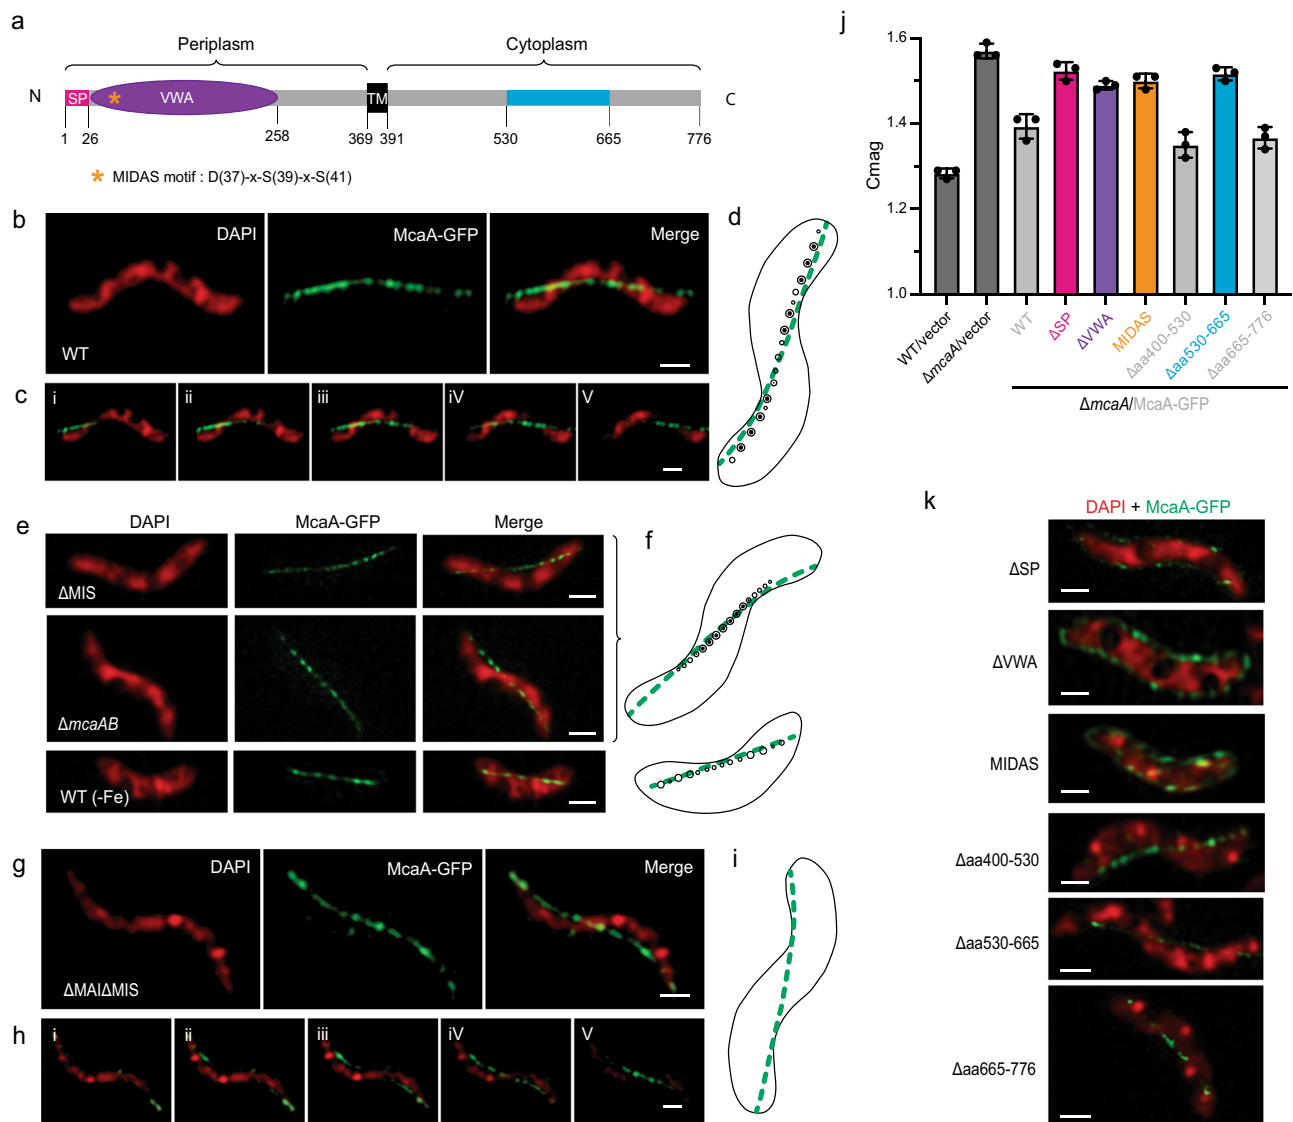 a
Periplasm
Cytoplasm
N
SP
VWA
TM
C
1
26
258
369
391
530
665
776
* MIDAS motif : D(37)-x-S(39)-x-S(41)
b
DAPI
McaA-GFP
Merge
WT
c
i
ii
iii
iV
V
d
e
DAPI
McaA-GFP
Merge
ΔMIS
ΔmcaAB
WT (-Fe)
f
g
DAPI
McaA-GFP
Merge
ΔMAIΔMIS
h
i
ii
iii
iV
V
i
j
Cmag
1.6
1.4
1.2
1.0
WT/vector
ΔmcaA/vector
WT
ΔSP
ΔVWA
MIDAS
Δaa400-530
Δaa530-665
Δaa665-776
ΔmcaA/McaA-GFP
k
DAPI + McaA-GFP
ΔSP
ΔVWA
MIDAS
Δaa400-530
Δaa530-665
Δaa665-776